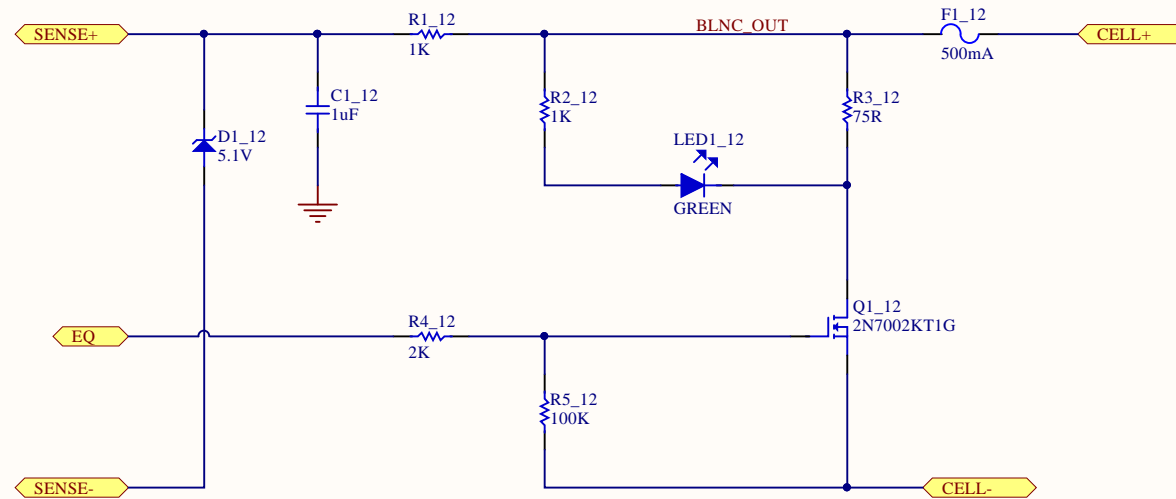 F1_12
SENSE+
R1_12
BLNC_OUT
CELL+
1K
500mA
C1_12
1uF
R2_12
1K
R3_12
75R
D1_12
5.1V
LED1_12
GREEN
Q1_12
2N7002KT1G
EQ
R4_12
2K
R5_12
100K
SENSE-
CELL-